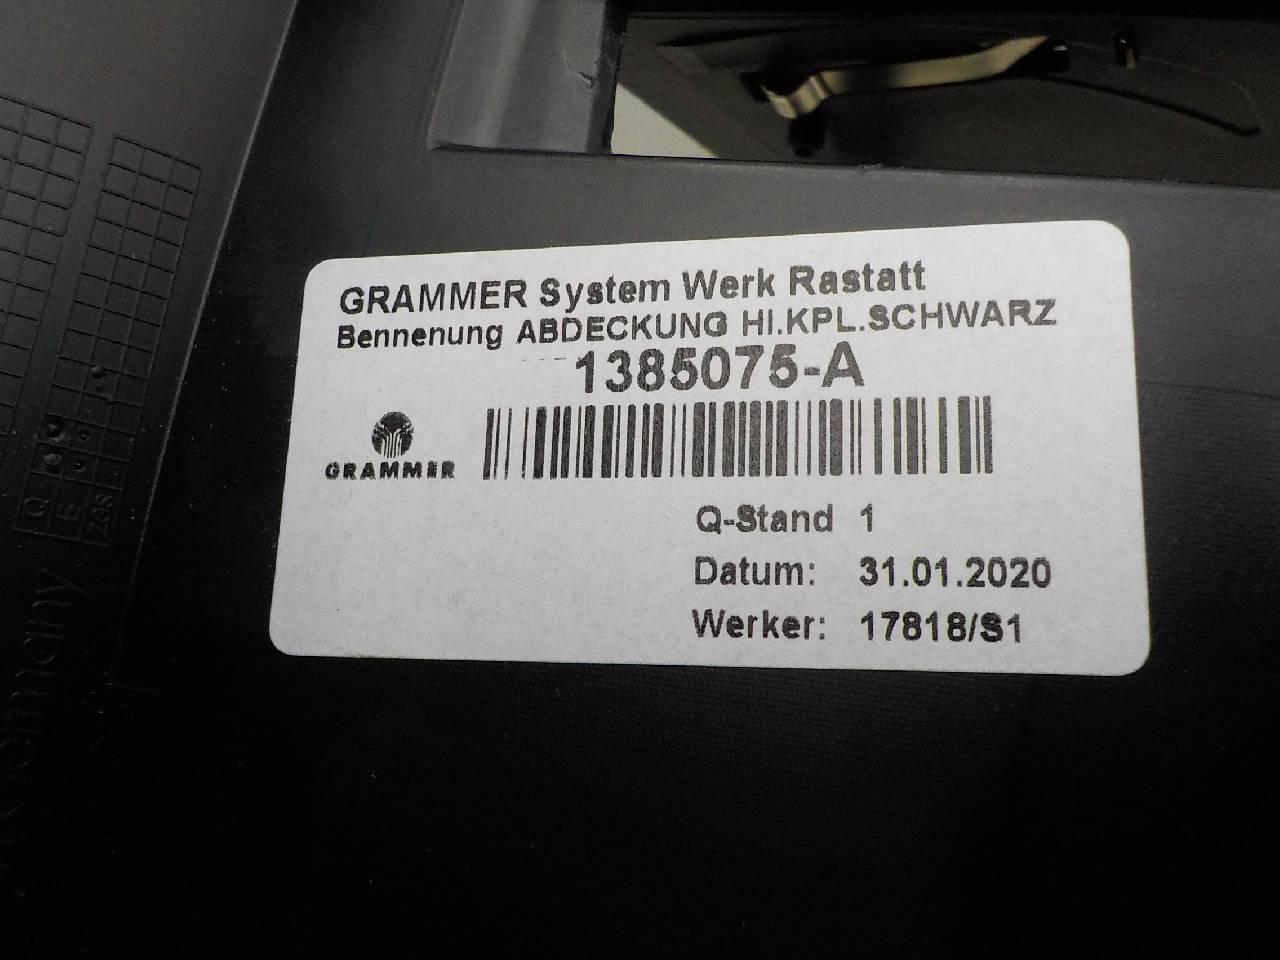 GRAMMER System Werk Rastatt
Bennenung ABDECKUNG HI.KPL.SCHWARZ
1385075-A
GRAMMER
Q-Stand 1
Datum: 31.01.2020
Werker: 17818/S1
Q
E
Germany